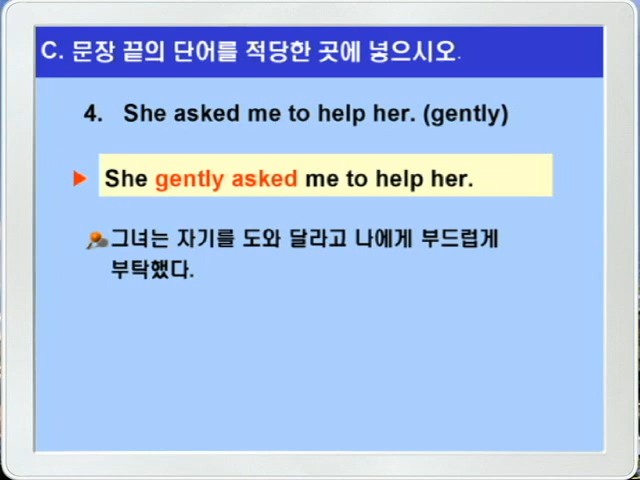 C. 문장 끝의 단어를 적당한 곳에 넣으시오.
4. She asked me to help her. (gently)
She gently asked me to help her.
그녀는 자기를 도와 달라고 나에게 부드럽게
부탁했다.